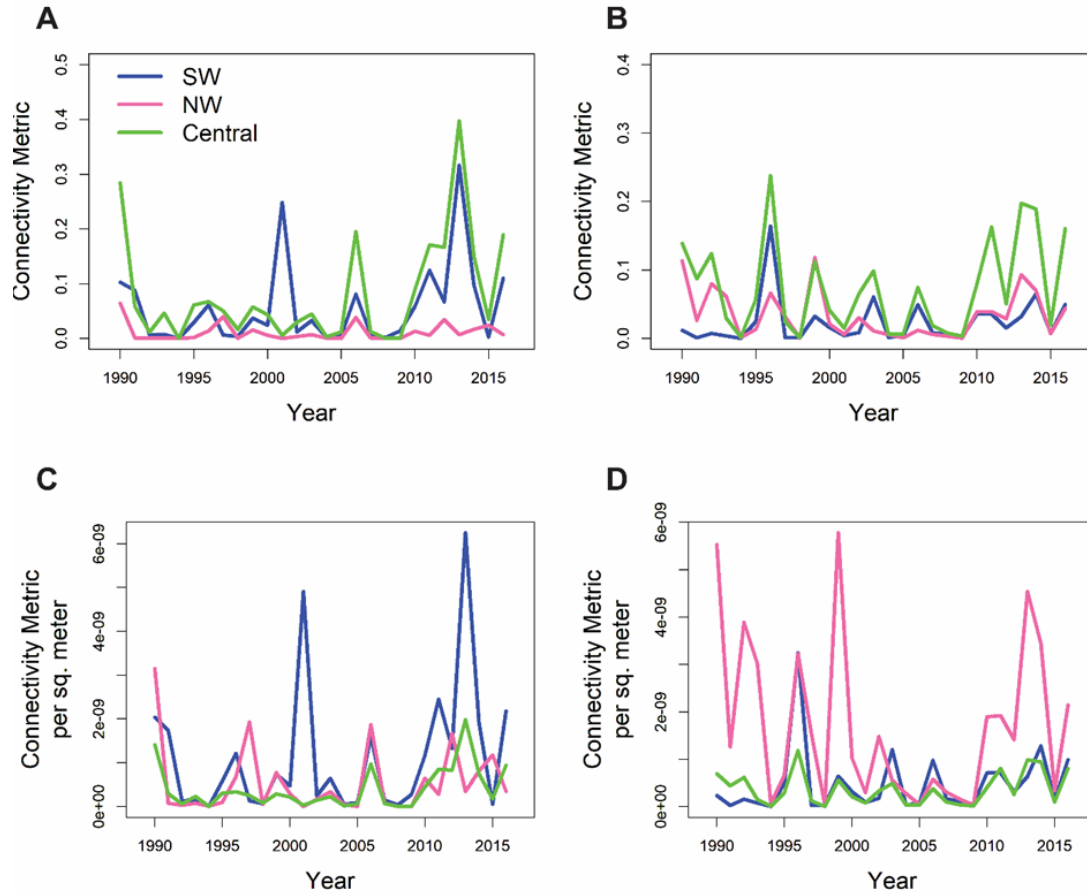 A
B
Connectivity Metric
0.0
0.1
0.2
0.3
0.4
0.5
SW
NW
Central
1990
1995
2000
2005
2010
2015
Year
Connectivity Metric
0.0
0.1
0.2
0.3
0.4
1990
1995
2000
2005
2010
2015
Year
C
D
Connectivity Metric
per sq. meter
0e+00
2e-09
4e-09
6e-09
1990
1995
2000
2005
2010
2015
Year
Connectivity Metric
per sq. meter
0e+00
2e-09
4e-09
6e-09
1990
1995
2000
2005
2010
2015
Year